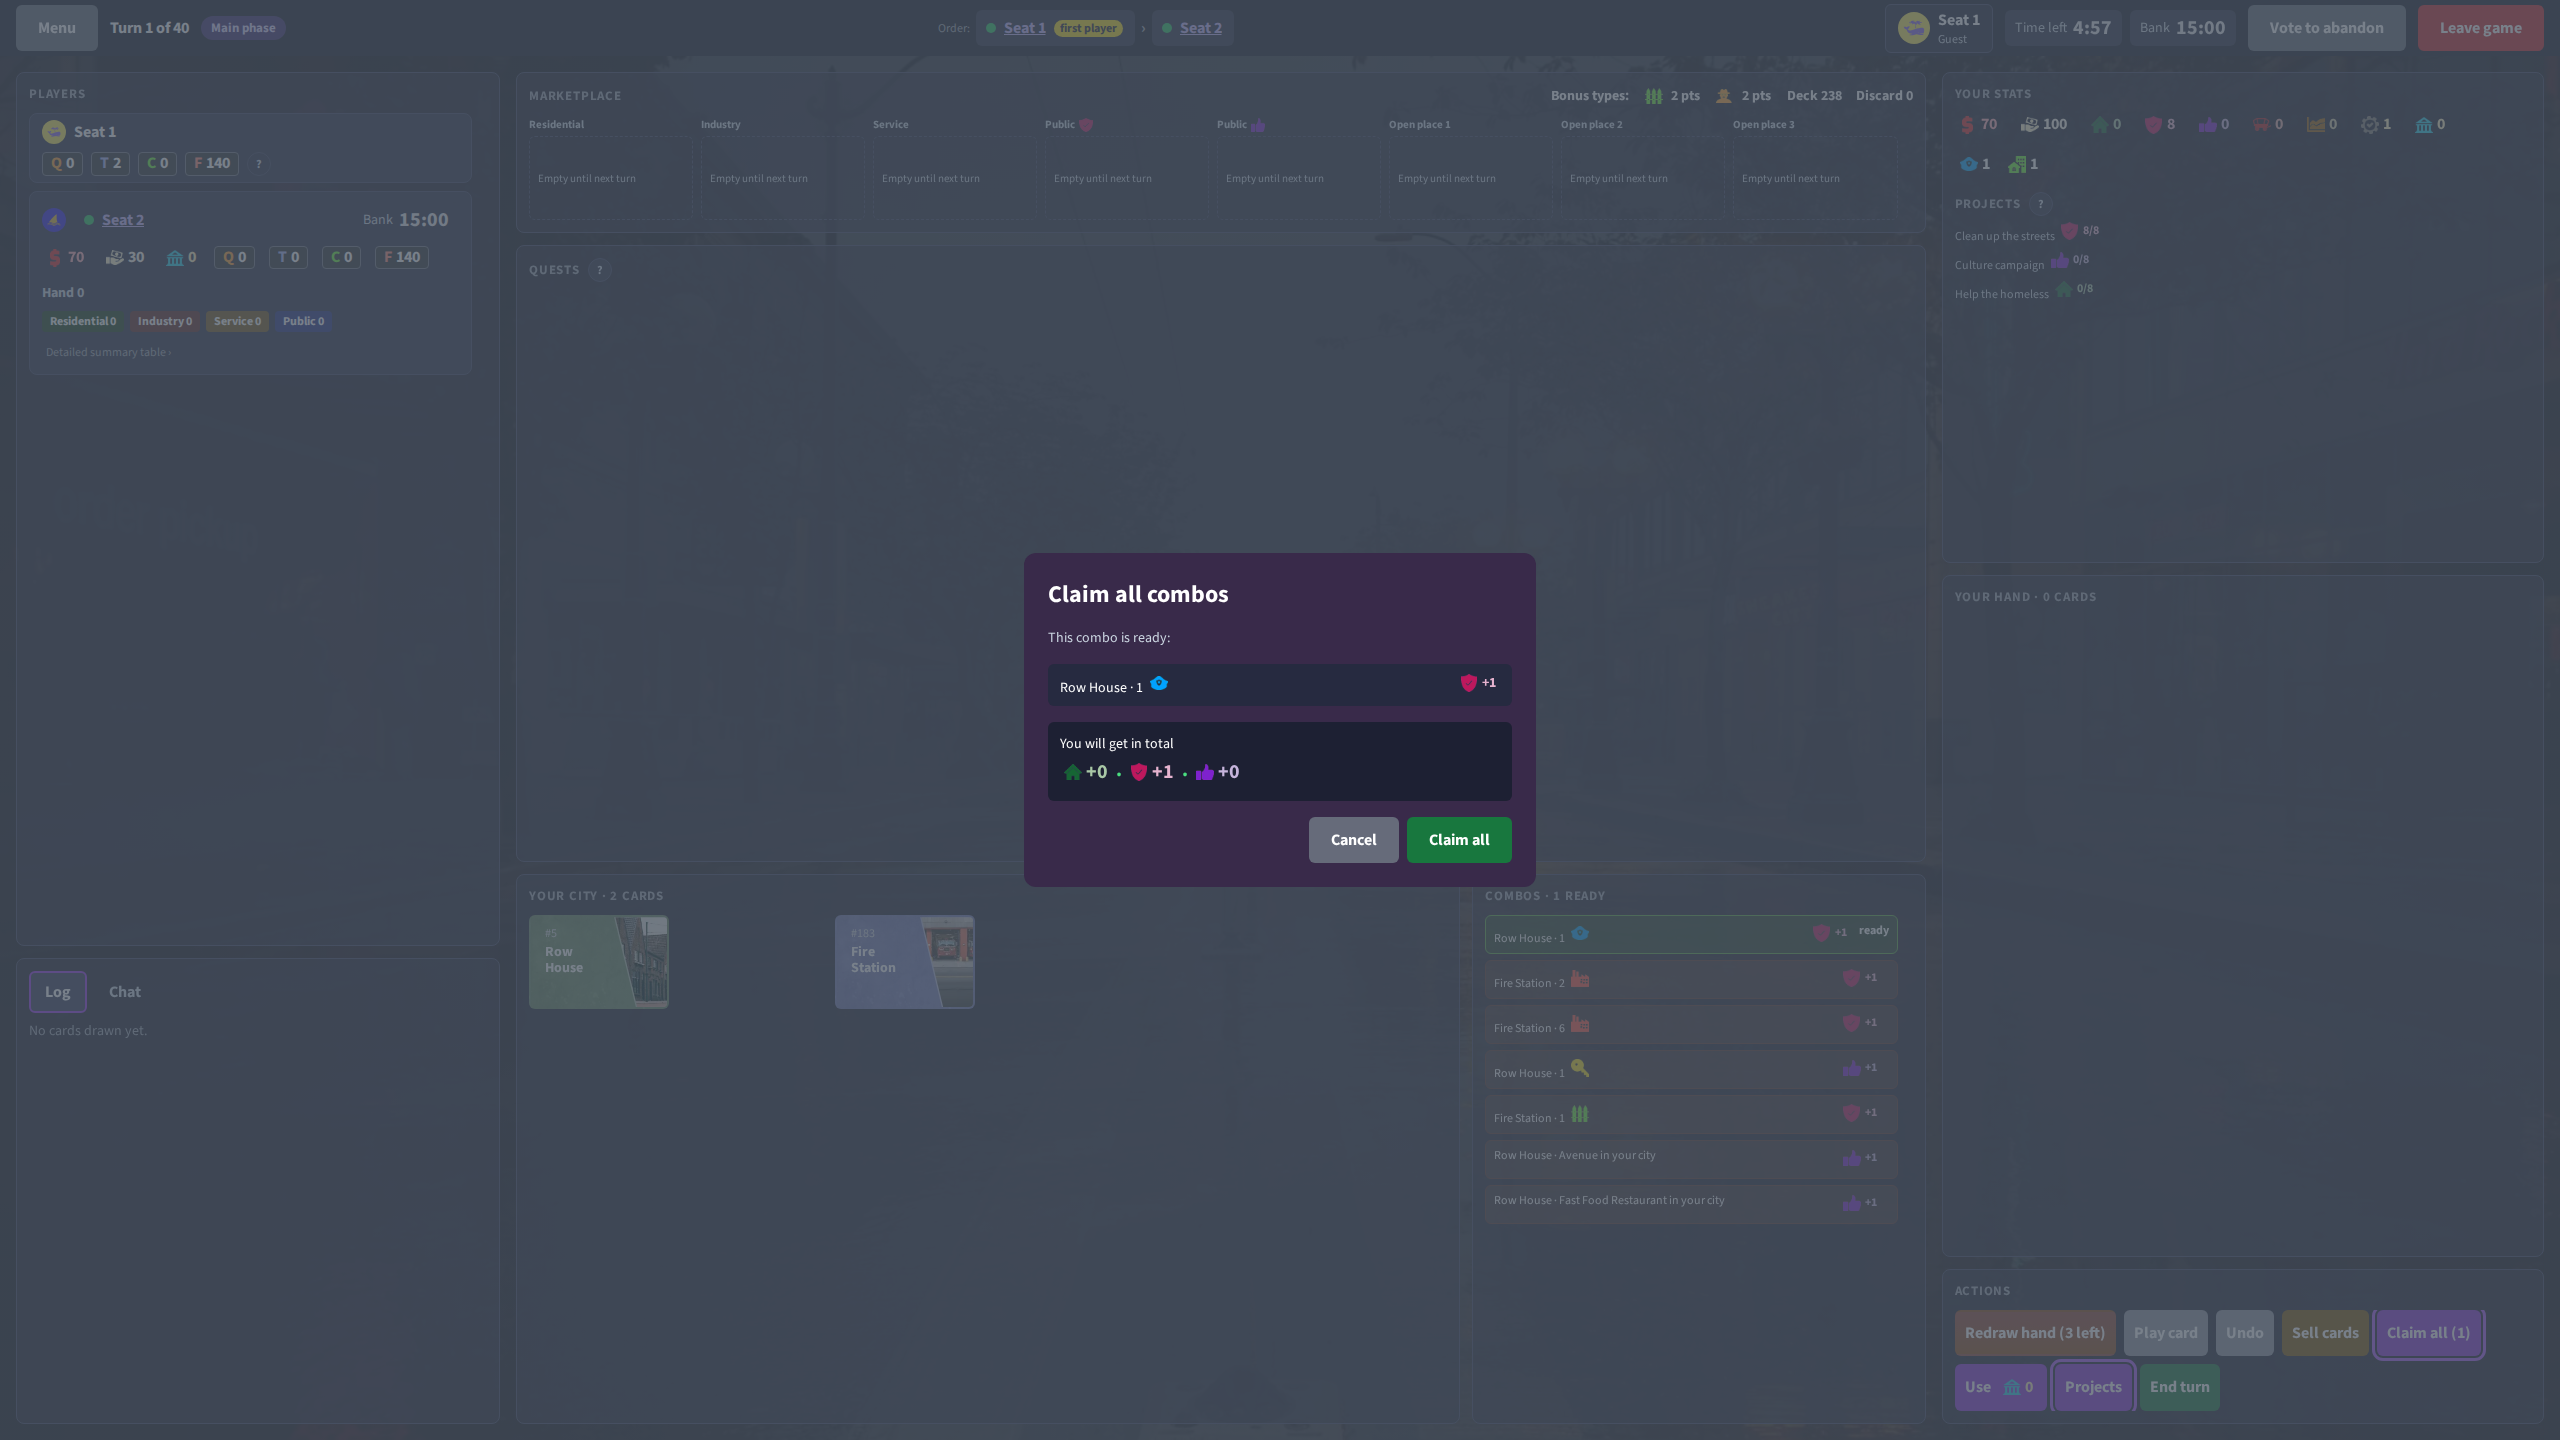 Menu
Turn 1 of 40
Main phase
Order:
Seat 1
first player
›
Seat 2
Seat 1
Guest
Time left 4:57
Bank 15:00
Vote to abandon
Leave game
PLAYERS
Seat 1
Q 0
T 2
C 0
F 140
?
Seat 2
Bank 15:00
70
30
0
Q 0
T 0
C 0
F 140
Hand 0
Residential 0
Industry 0
Service 0
Public 0
Detailed summary table ›
Log
Chat
No cards drawn yet.
MARKETPLACE
Bonus types:
2 pts
2 pts
Deck 238
Discard 0
Residential
Industry
Service
Public
Public
Open place 1
Open place 2
Open place 3
Empty until next turn
Empty until next turn
Empty until next turn
Empty until next turn
Empty until next turn
Empty until next turn
Empty until next turn
Empty until next turn
QUESTS
?
Claim all combos
This combo is ready:
Row House · 1
+1
You will get in total
+0 • +1 • +0
Cancel
Claim all
YOUR CITY · 2 CARDS
#5
Row
House
#183
Fire
Station
COMBOS · 1 READY
Row House · 1
+1
ready
Fire Station · 2
+1
Fire Station · 6
+1
Row House · 1
+1
Fire Station · 1
+1
Row House · Avenue in your city
+1
Row House · Fast Food Restaurant in your city
+1
YOUR STATS
70
100
0
8
0
0
0
1
0
1
1
PROJECTS
?
Clean up the streets
8/8
Culture campaign
0/8
Help the homeless
0/8
YOUR HAND · 0 CARDS
ACTIONS
Redraw hand (3 left)
Play card
Undo
Sell cards
Claim all (1)
Use 0
Projects
End turn